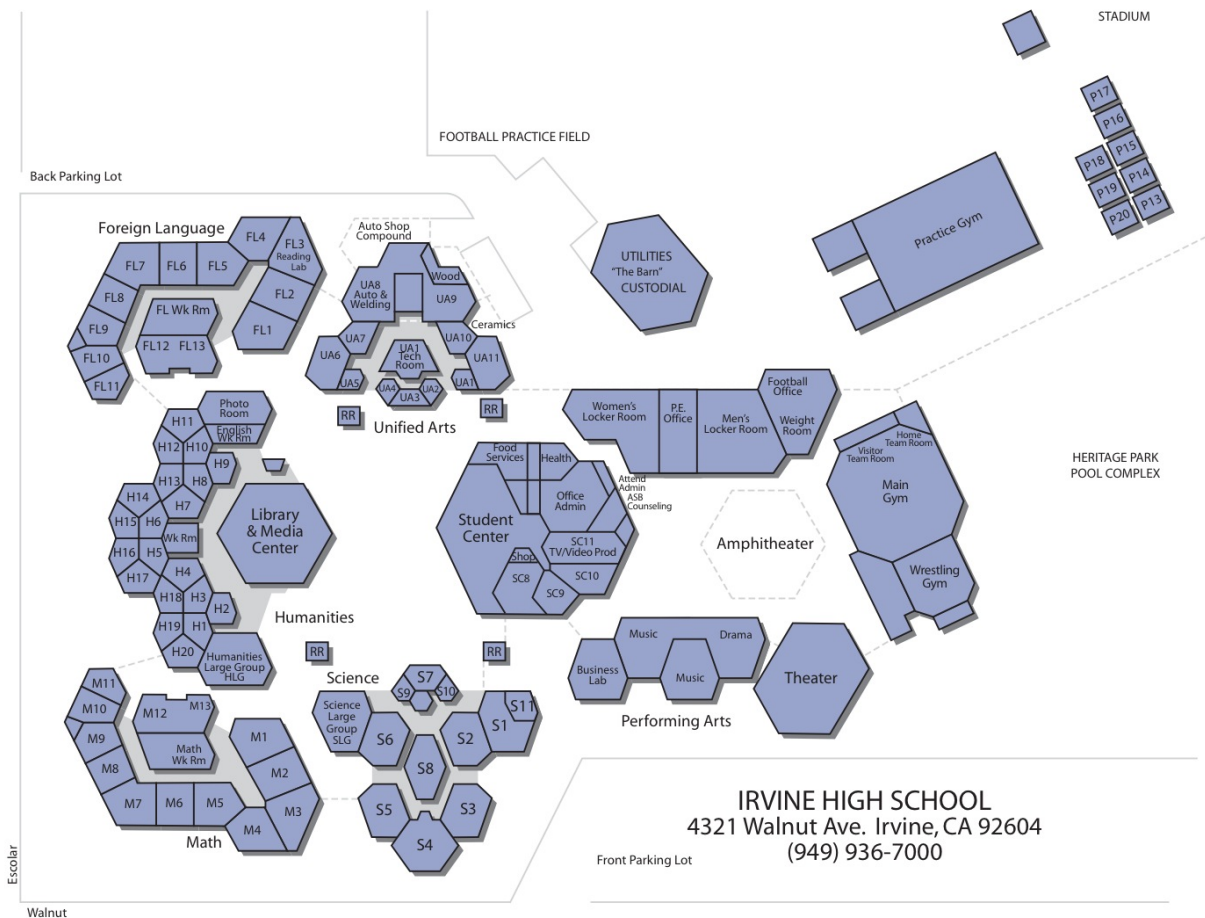 STADIUM
P17
P16
P15
P14
P13
P18
P19
P20
FOOTBALL PRACTICE FIELD
Back Parking Lot
Practice Gym
UTILITIES
"The Barn"
CUSTODIAL
Foreign Language
FL4
FL3
Reading
Lab
FL7
FL6
FL5
FL2
FL8
FL Wk Rm
FL1
FL9
FL12
FL13
FL10
FL11
Auto Shop
Compound
Wood
UA8
Auto &
Welding
UA9
Ceramics
UA7
UA10
UA6
UA1
Tech
Room
UA11
UA5
UA4
UA2
UA1
UA3
RR
RR
Unified Arts
Photo
Room
English
Wk Rm
H11
H12
H10
H9
H13
H8
H7
H14
H15
H6
Wk Rm
H16
H5
H17
H4
H18
H3
H2
H19
H1
H20
Humanities
Large Group
HLG
Library
& Media
Center
Humanities
Women's
Locker Room
P.E.
Office
Men's
Locker Room
Football
Office
Weight
Room
Food
Services
Health
Attend
Admin
ASB
Counseling
Office
Admin
Student
Center
SC11
TV/Video Prod
Shop
SC8
SC10
SC9
Amphitheater
Home
Team Room
Visitor
Team Room
Main
Gym
Wrestling
Gym
HERITAGE PARK
POOL COMPLEX
RR
RR
Music
Drama
Business
Lab
Music
Theater
Performing Arts
Science
S7
S9
S10
Science
Large
Group
SLG
S11
S1
S6
S2
S8
S5
S3
S4
M11
M10
M12
M13
M9
Math
Wk Rm
M1
M8
M2
M7
M6
M5
M3
M4
Math
IRVINE HIGH SCHOOL
4321 Walnut Ave. Irvine, CA 92604
(949) 936-7000
Front Parking Lot
Escolar
Walnut